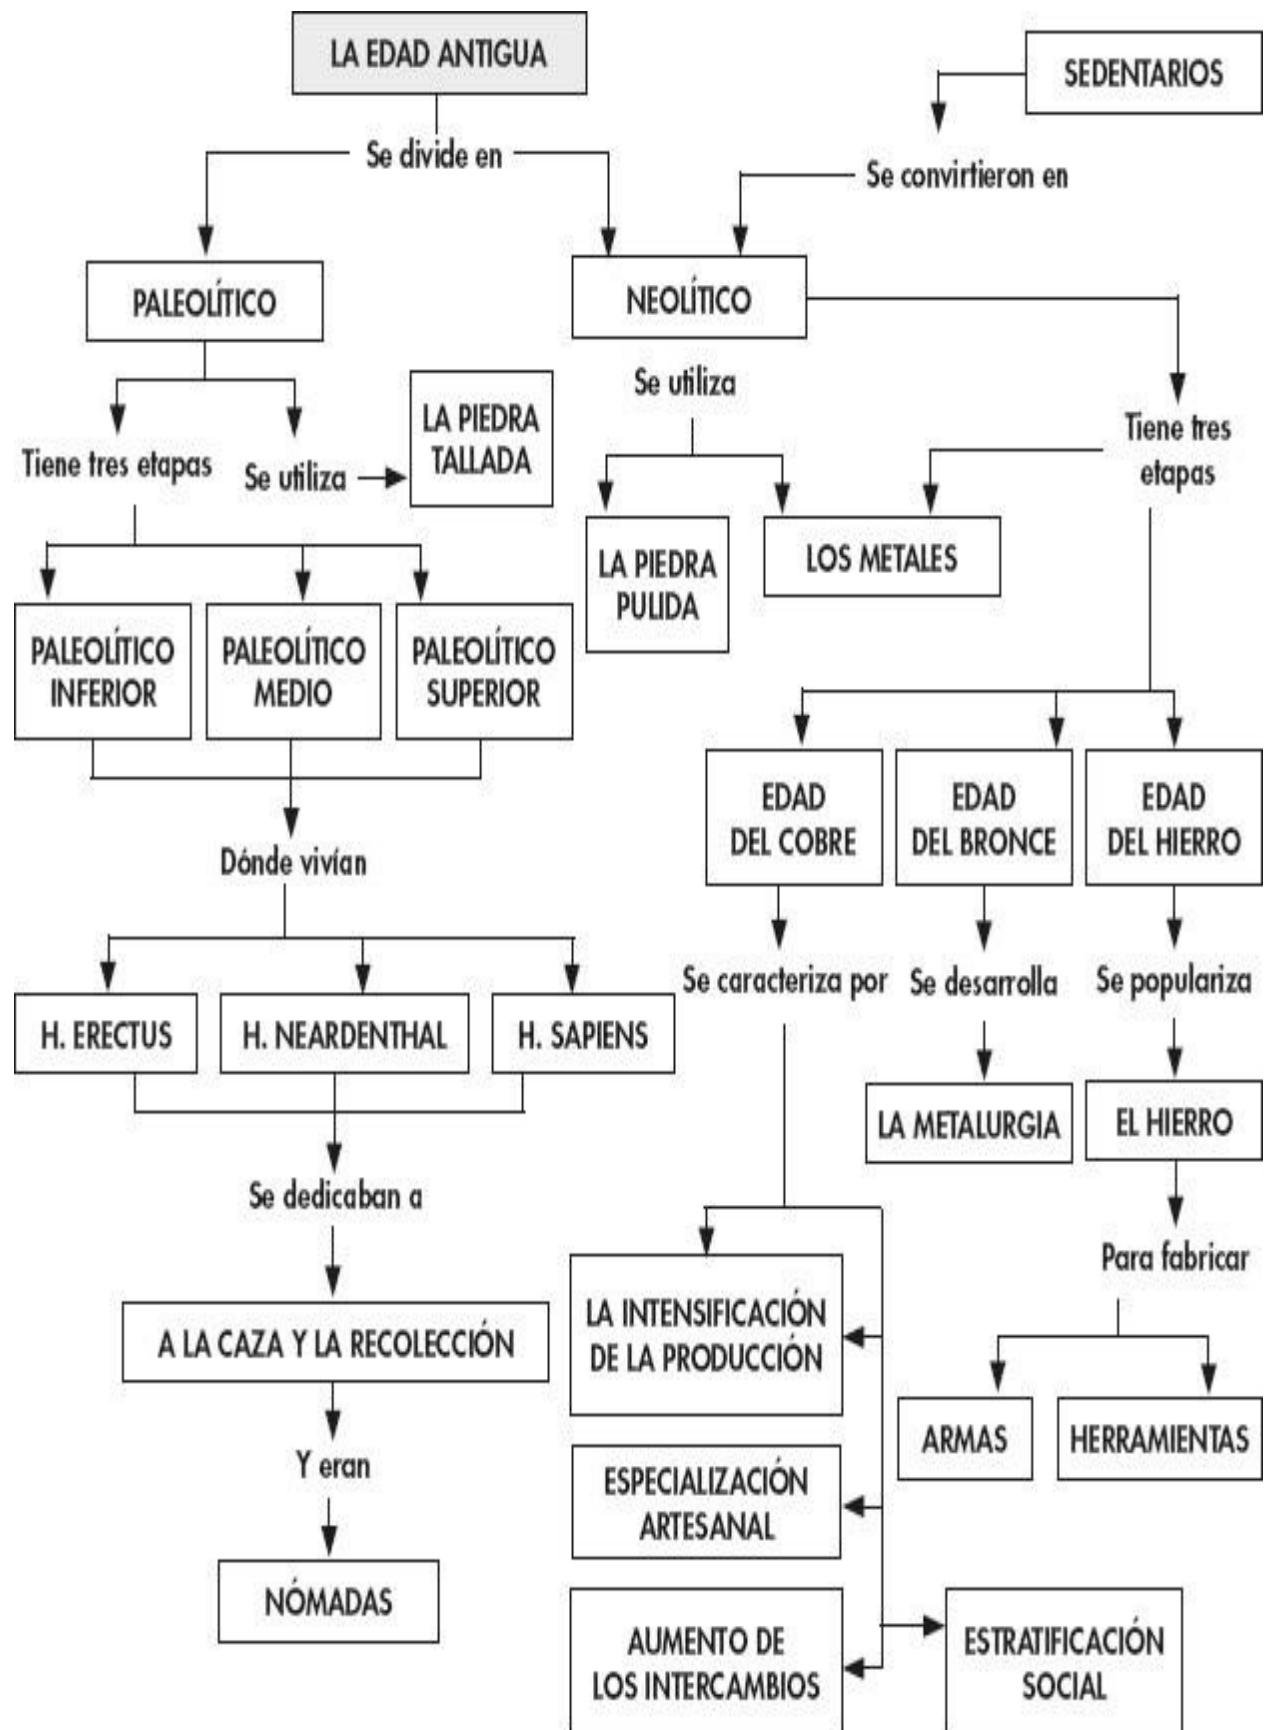 LA EDAD ANTIGUA
SEDENTARIOS
Se divide en
Se convirtieron en
PALEOLÍTICO
NEOLÍTICO
Se utiliza
LA PIEDRA
TALLADA
Tiene tres
etapas
Tiene tres etapas
Se utiliza
LA PIEDRA
PULIDA
LOS METALES
PALEOLÍTICO
INFERIOR
PALEOLÍTICO
MEDIO
PALEOLÍTICO
SUPERIOR
EDAD
DEL COBRE
EDAD
DEL BRONCE
EDAD
DEL HIERRO
Dónde vivían
Se caracteriza por
Se desarrolla
Se populariza
H. ERECTUS
H. NEARDENTHAL
H. SAPIENS
LA METALURGIA
EL HIERRO
Se dedicaban a
Para fabricar
A LA CAZA Y LA RECOLECCIÓN
LA INTENSIFICACIÓN
DE LA PRODUCCIÓN
ARMAS
HERRAMIENTAS
Y eran
ESPECIALIZACIÓN
ARTESANAL
NÓMADAS
AUMENTO DE
LOS INTERCAMBIOS
ESTRATIFICACIÓN
SOCIAL